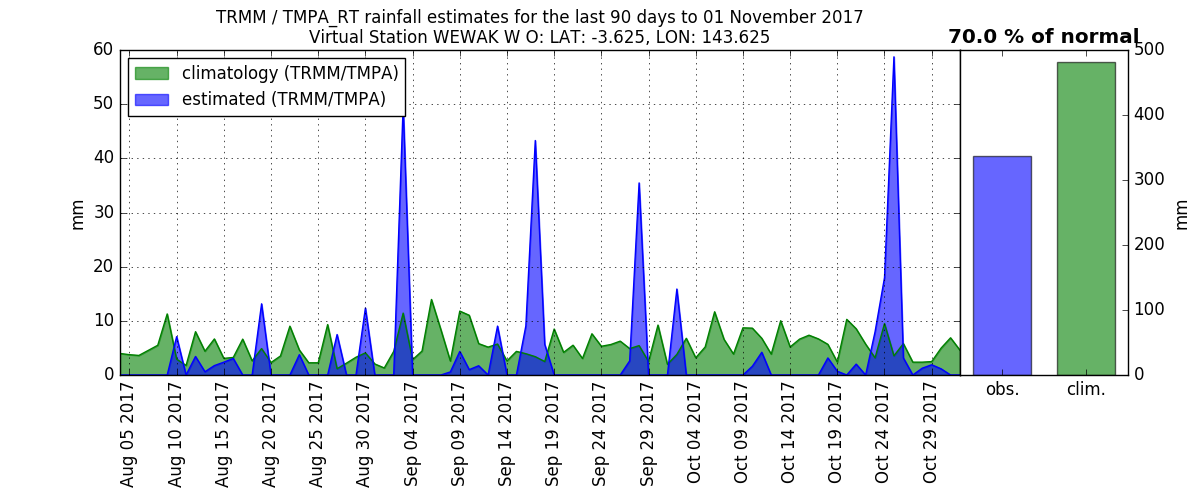 TRMM / TMPA_RT rainfall estimates for the last 90 days to 01 November 2017
Virtual Station WEWAK W O: LAT: -3.625, LON: 143.625
70.0 % of normal
climatology (TRMM/TMPA)
estimated (TRMM/TMPA)
60
50
40
30
20
10
0
mm
Aug 05 2017
Aug 10 2017
Aug 15 2017
Aug 20 2017
Aug 25 2017
Aug 30 2017
Sep 04 2017
Sep 09 2017
Sep 14 2017
Sep 19 2017
Sep 24 2017
Sep 29 2017
Oct 04 2017
Oct 09 2017
Oct 14 2017
Oct 19 2017
Oct 24 2017
Oct 29 2017
obs.
clim.
500
400
300
200
100
0
mm